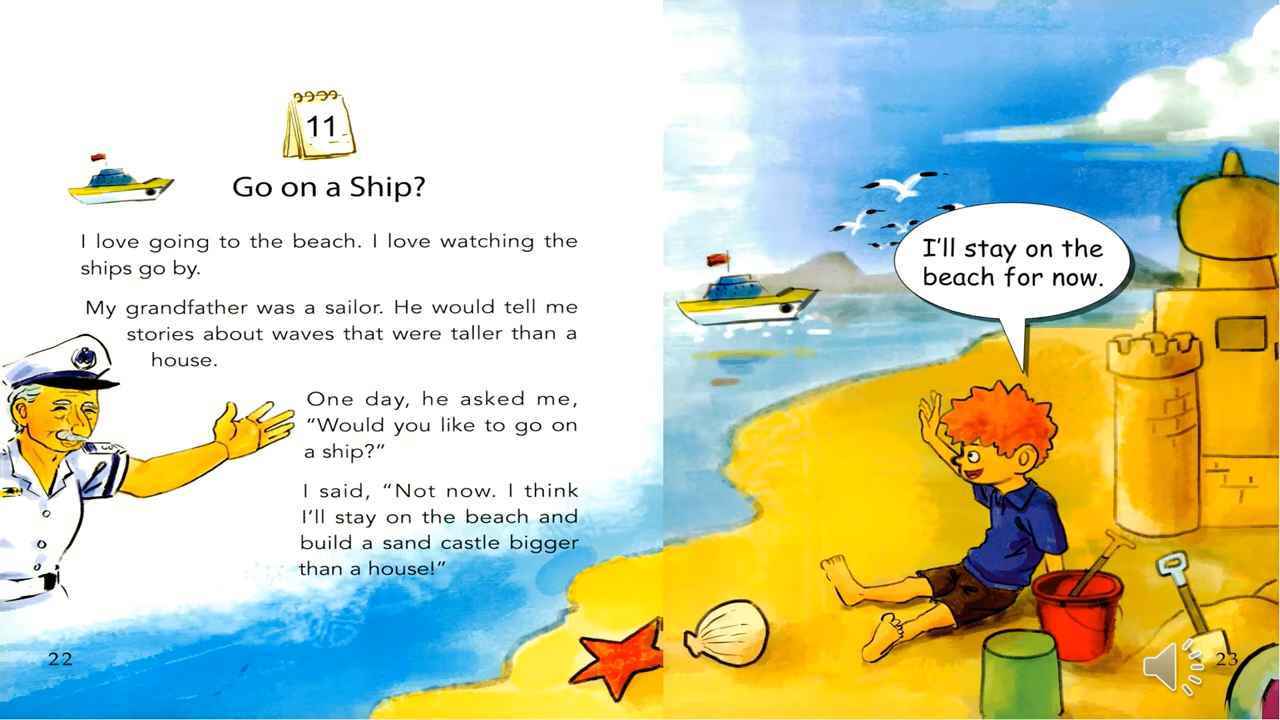 11
Go on a Ship?
I love going to the beach. I love watching the
ships go by.
My grandfather was a sailor. He would tell me
stories about waves that were taller than a
house.
One day, he asked me,
“Would you like to go on
a ship?”
I said, “Not now. I think
I’ll stay on the beach and
build a sand castle bigger
than a house!”
22
I’ll stay on the
beach for now.
23